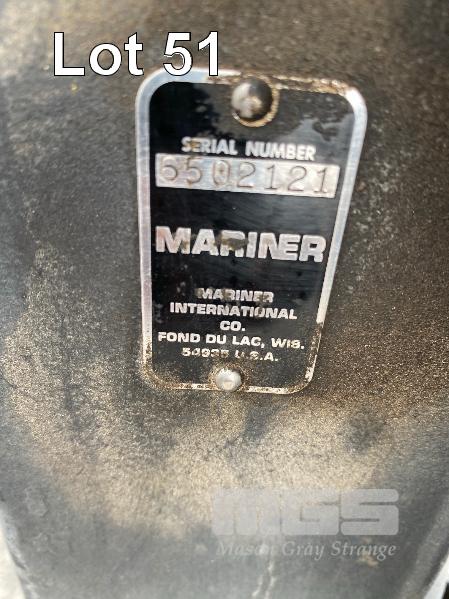 Lot 51
SERIAL NUMBER
6502121
MARINER
MARINER
INTERNATIONAL
CO.
FOND DU LAC, WIS.
54935 U.S.A.
MGS
Mason Gray Strange